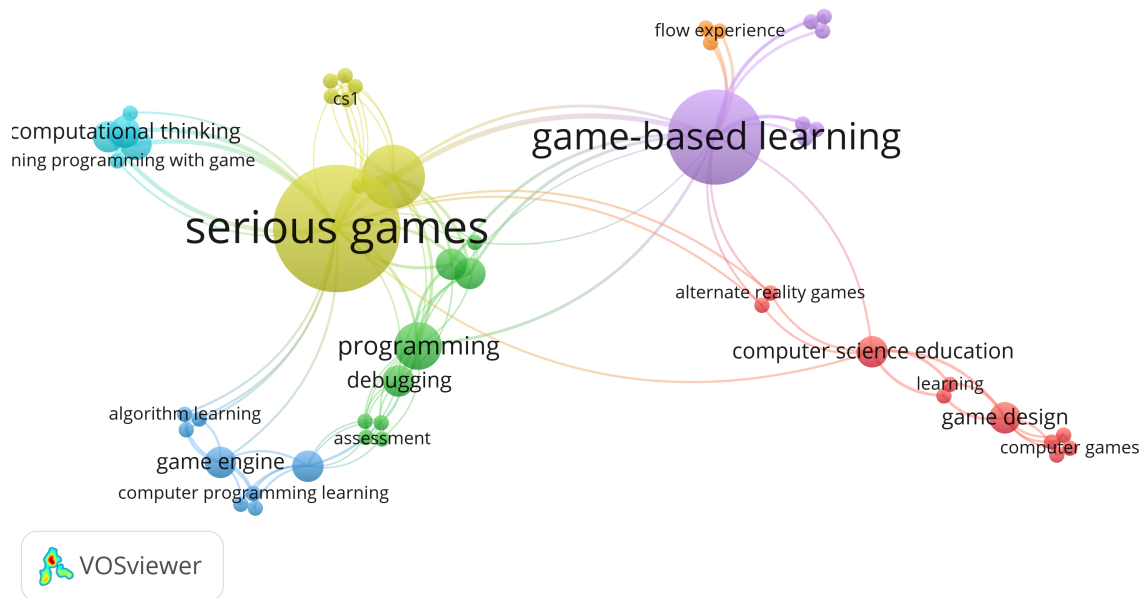 flow experience
cs1
computational thinking
game-based learning
ning programming with game
serious games
alternate reality games
programming
computer science education
debugging
learning
algorithm learning
game design
assessment
computer games
game engine
computer programming learning
VOSviewer